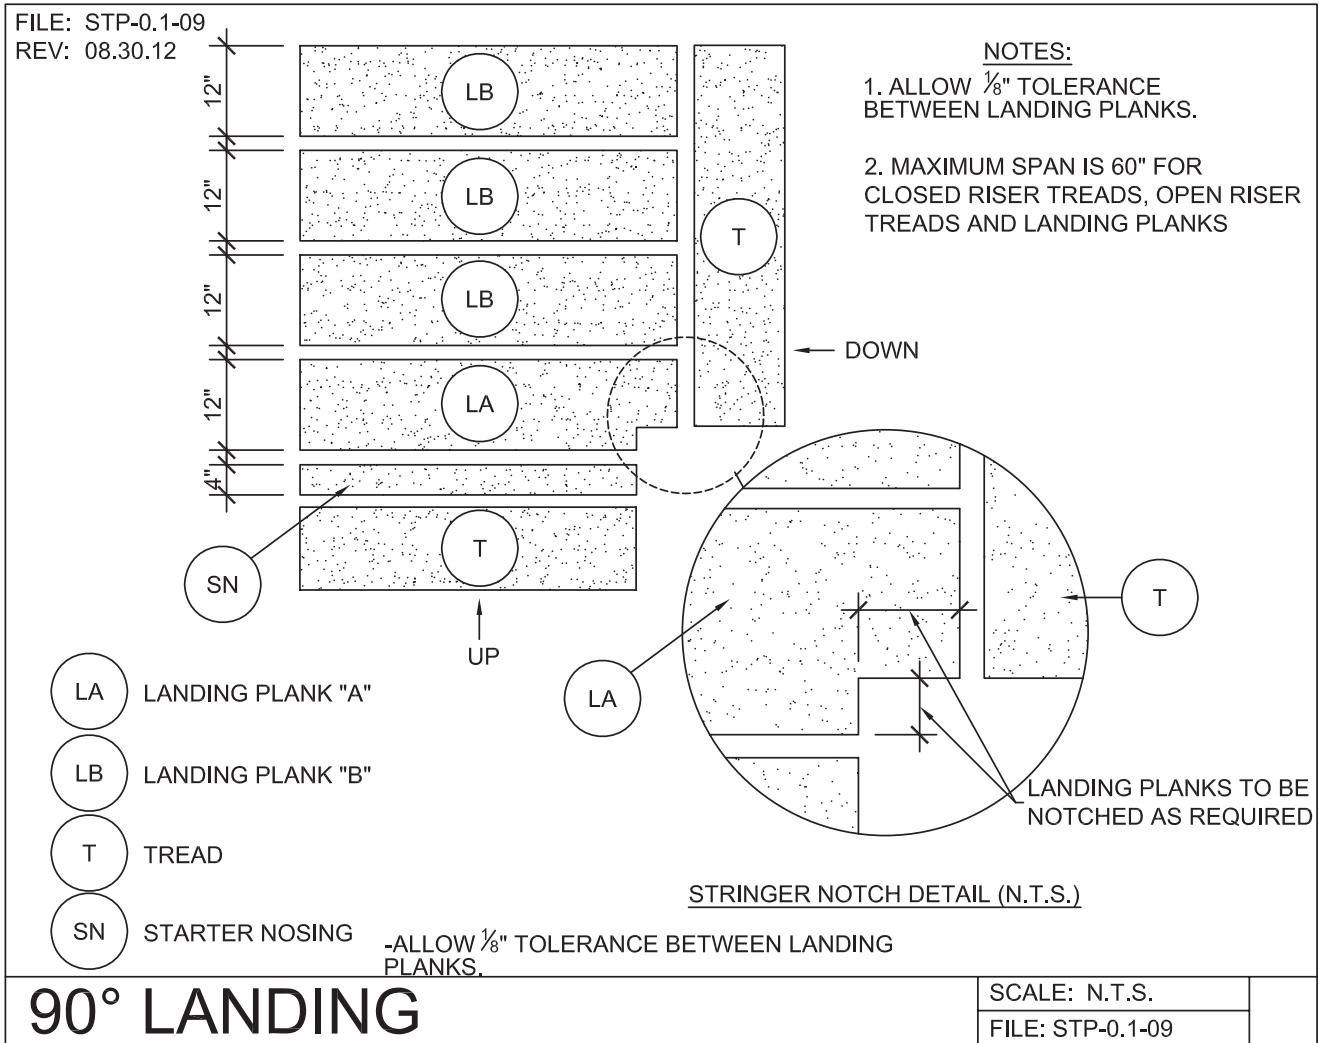 FILE: STP-0.1-09
REV: 08.30.12
12"
12"
12"
12"
4"
LB
LB
LB
LA
T
T
SN
UP
DOWN
NOTES:
1. ALLOW ⅛" TOLERANCE
BETWEEN LANDING PLANKS.
2. MAXIMUM SPAN IS 60" FOR
CLOSED RISER TREADS, OPEN RISER
TREADS AND LANDING PLANKS
LA
T
LANDING PLANKS TO BE
NOTCHED AS REQUIRED
STRINGER NOTCH DETAIL (N.T.S.)
LA LANDING PLANK "A"
LB LANDING PLANK "B"
T TREAD
SN STARTER NOSING
-ALLOW ⅛" TOLERANCE BETWEEN LANDING
PLANKS.
90° LANDING
SCALE: N.T.S.
FILE: STP-0.1-09